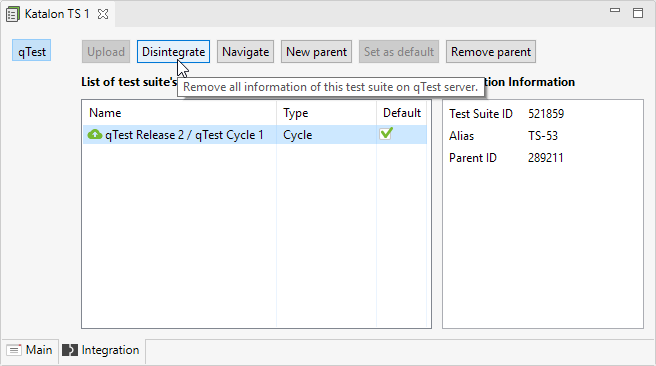 Katalon TS 1
qTest
Upload Disintegrate Navigate New parent Set as default Remove parent
List of test suite's
tion Information
Remove all information of this test suite on qTest server.
Name Type Default
qTest Release 2 / qTest Cycle 1 Cycle
Test Suite ID 521859
Alias TS-53
Parent ID 289211
Main Integration